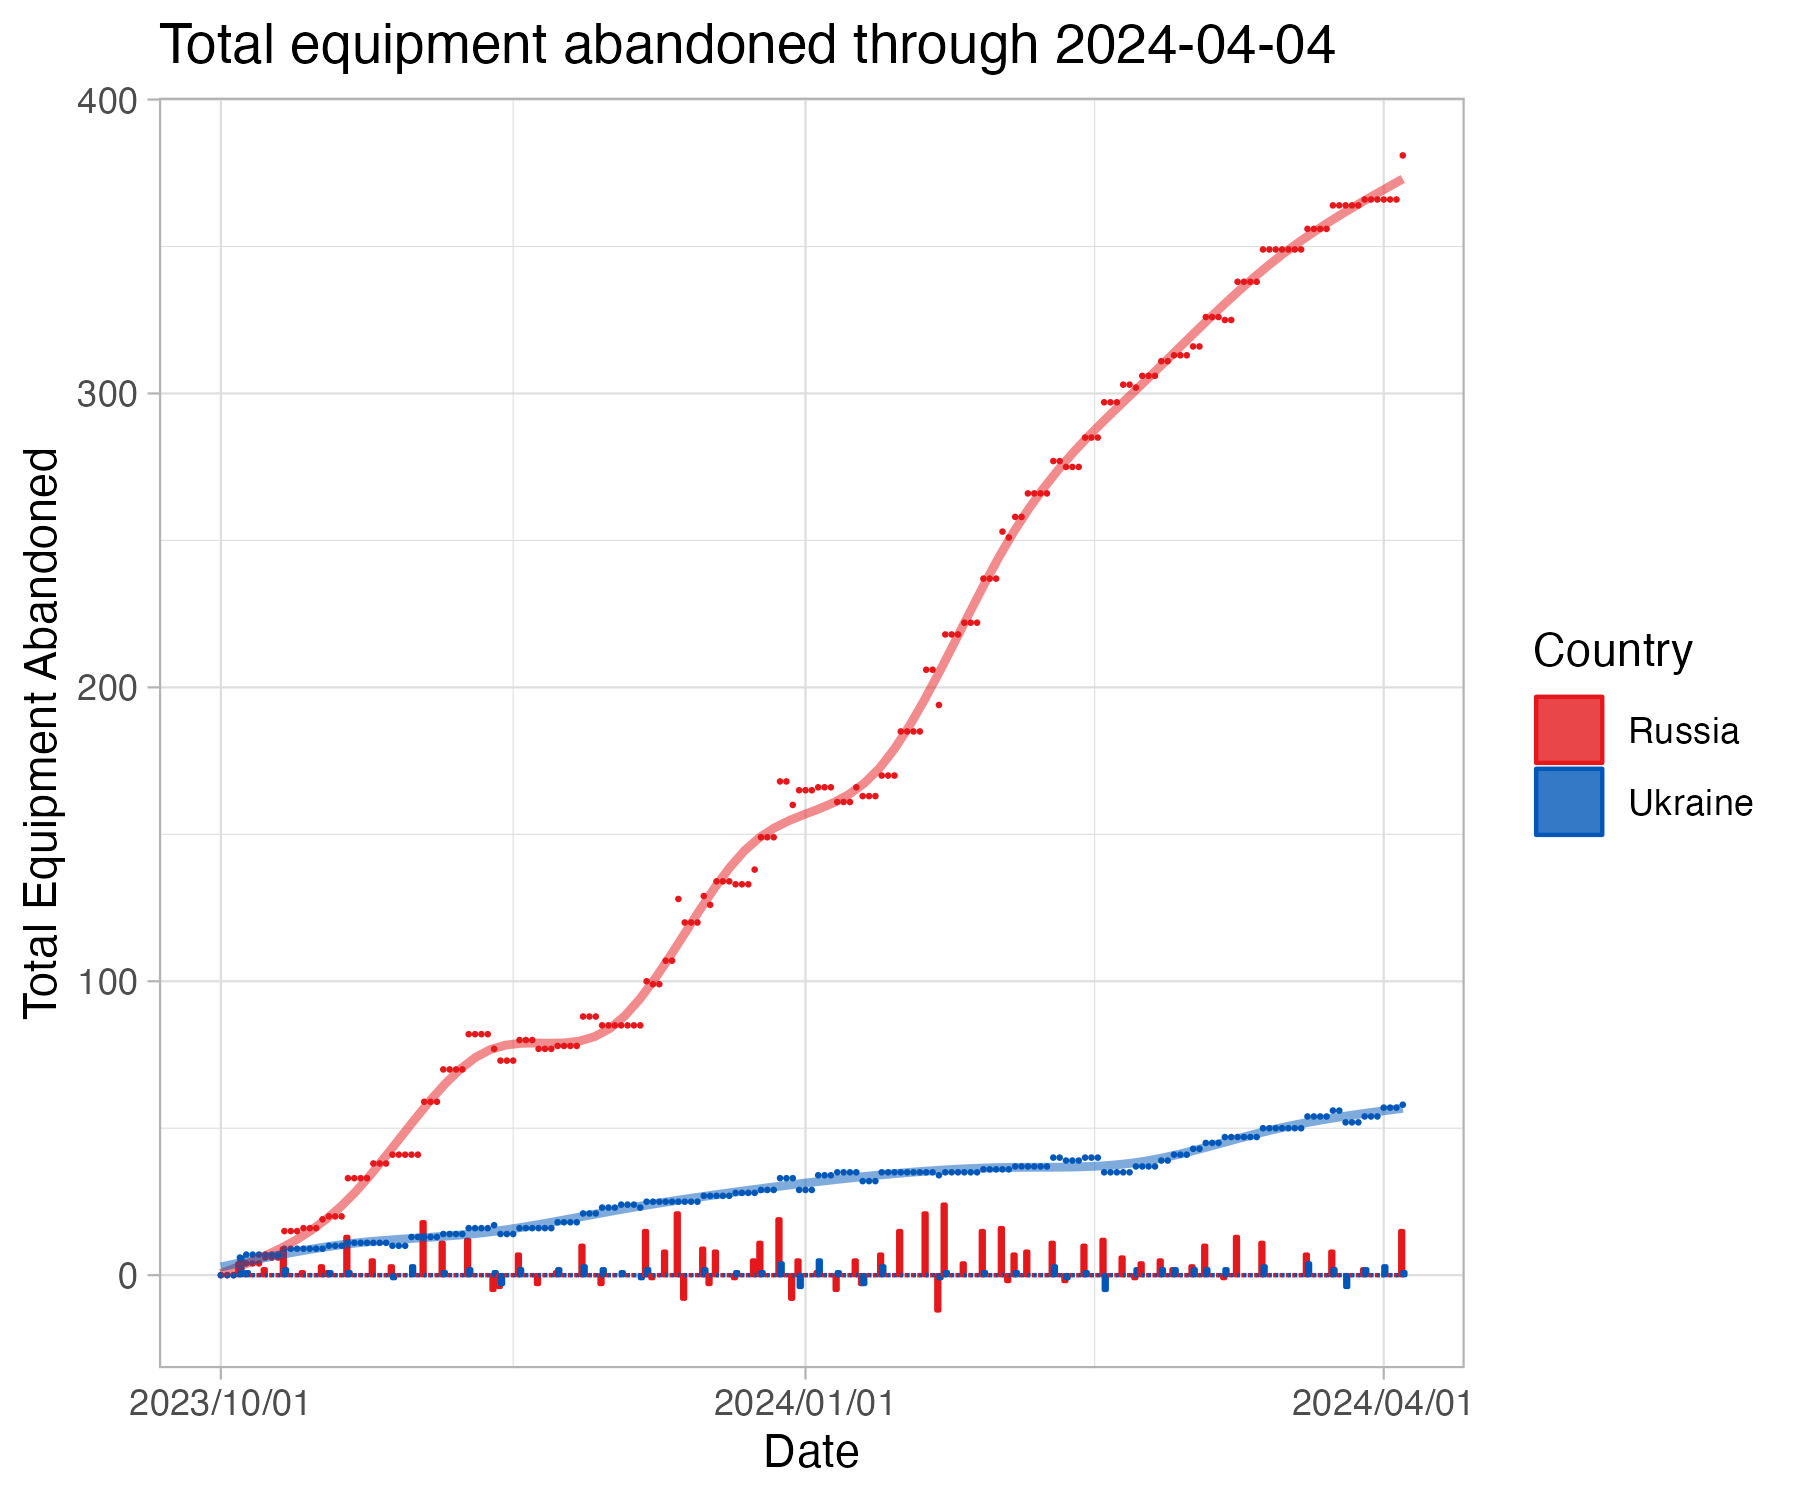 Total equipment abandoned through 2024-04-04
Total Equipment Abandoned
400
300
200
100
0
2023/10/01
2024/01/01
2024/04/01
Date
Country
Russia
Ukraine